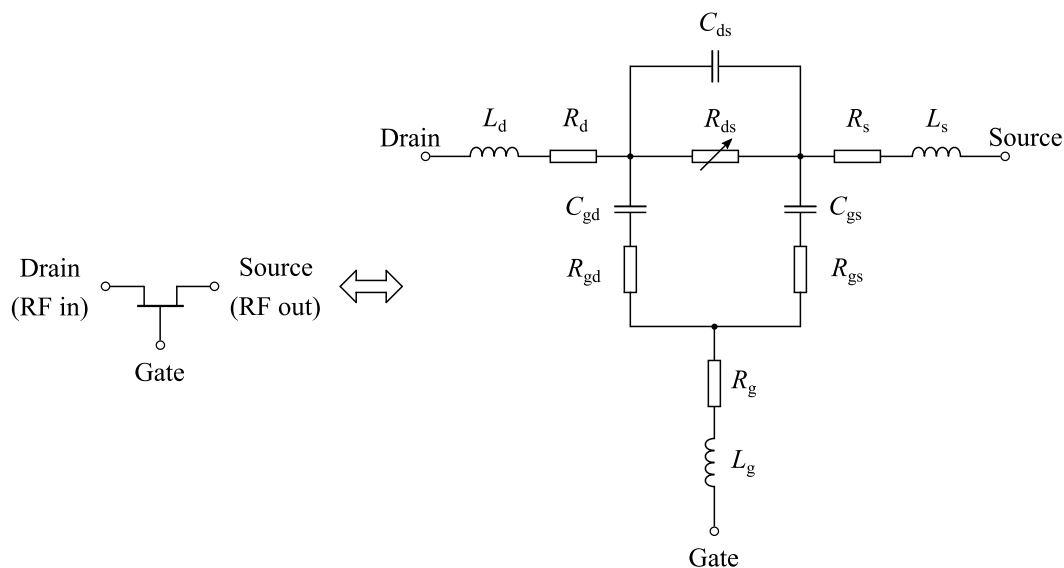 C_ds
L_d
R_d
R_ds
R_s
L_s
Drain
Source
C_gd
C_gs
R_gd
R_gs
Drain
(RF in)
Source
(RF out)
Gate
R_g
L_g
Gate